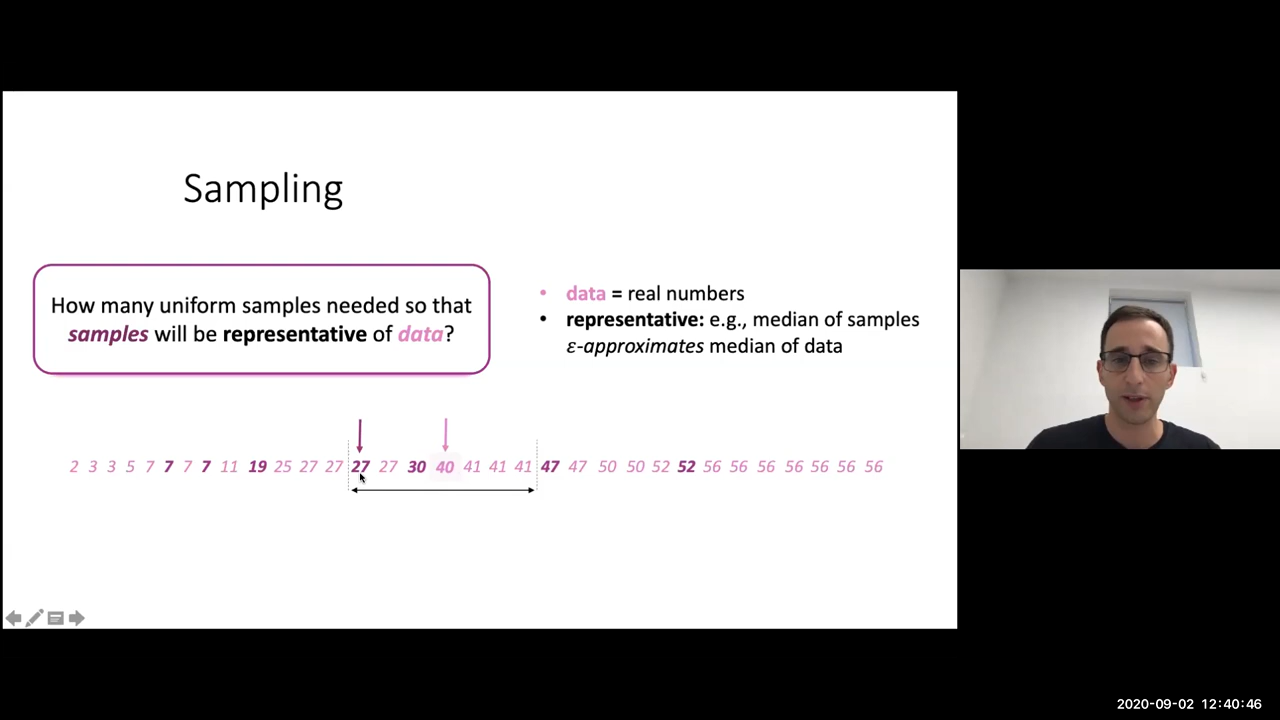 Sampling
How many uniform samples needed so that
samples will be representative of data?
• data = real numbers
• representative: e.g., median of samples
ε-approximates median of data
2 3 3 5 7 7 7 7 11 19 25 27 27 27 27 30 40 41 41 41 47 47 50 50 52 52 56 56 56 56 56 56 56
2020-09-02 12:40:46